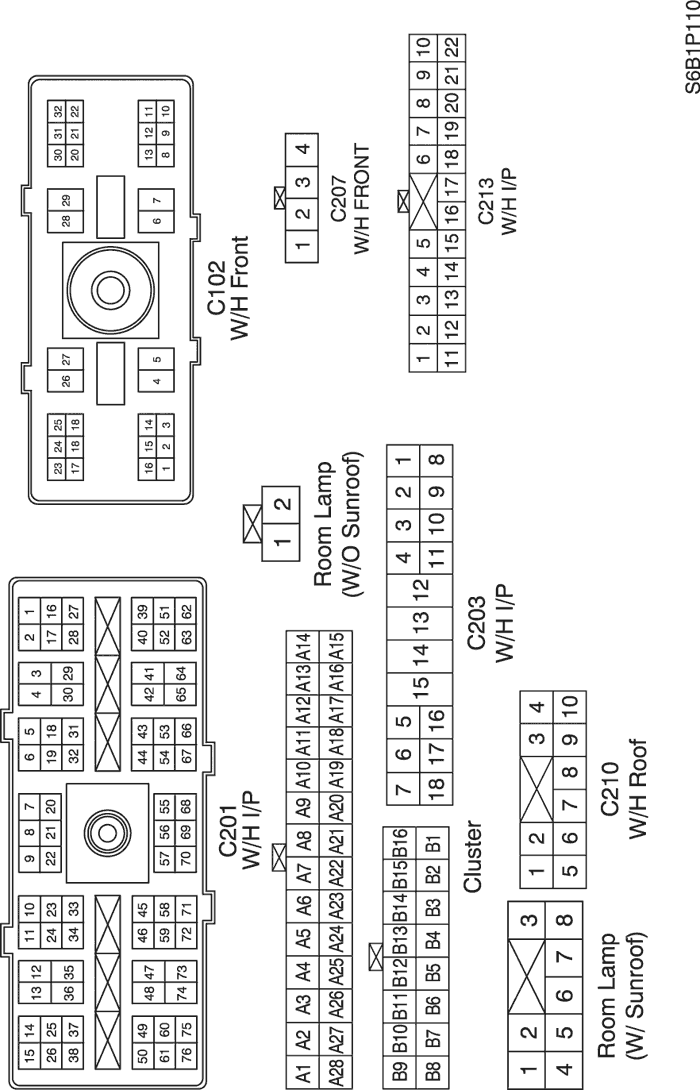 15 14 13 12 11 10 9 8 7 6 5 4 3 2 1
26 25 24 23 22 21 20 19 18 17 16
38 37 36 35 34 33 32 31 30 29 28 27
50 49 48 47 46 45 44 43 42 41 40 39
61 60 59 58 57 56 55 54 53 52 51
76 75 74 73 72 71 70 69 68 67 66 65 64 63 62
C201
W/H I/P
23 24 25 26 27 28 29 30 31 32
17 18 18 20 21 22
16 15 14 4 5 6 7 13 12 11
1 2 3 8 9 10
C102
W/H Front
A1 A2 A3 A4 A5 A6 A7 A8 A9 A10 A11 A12 A13 A14
A28 A27 A26 A25 A24 A23 A22 A21 A20 A19 A18 A17 A16 A15
B9 B10 B11 B12 B13 B14 B15 B16
B8 B7 B6 B5 B4 B3 B2 B1
Cluster
1 2
Room Lamp
(W/O Sunroof)
1 2 3 4
C207
W/H FRONT
7 6 5 15 14 13 12 4 3 2 1
18 17 16 11 10 9 8
C203
W/H I/P
1 2 3 4 5 6 7 8 9 10
11 12 13 14 15 16 17 18 19 20 21 22
C213
W/H I/P
1 2 3
4 5 6 7 8
Room Lamp
(W/ Sunroof)
1 2 3 4
5 6 7 8 9 10
C210
W/H Roof
S6B1P110